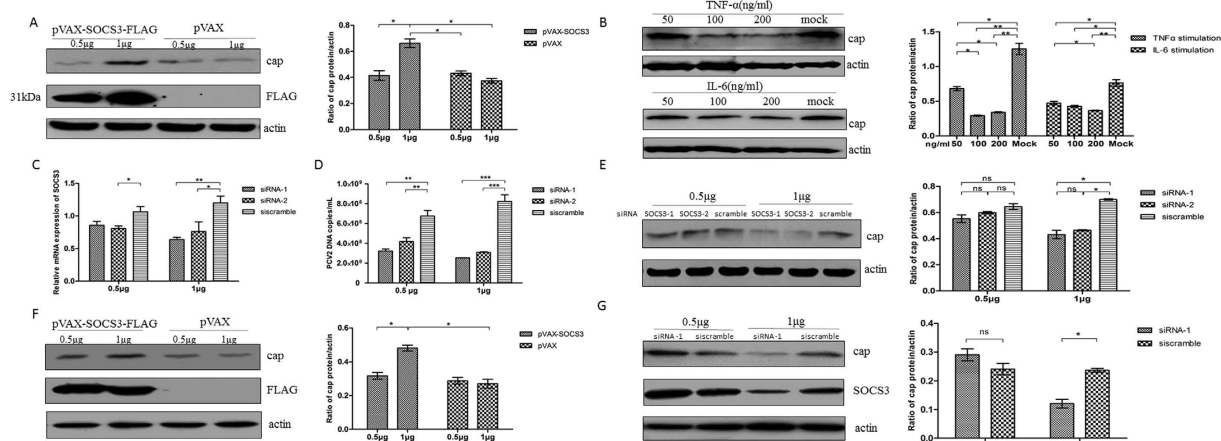 A
pVAX-SOCS3-FLAG pVAX
0.5μg 1μg 0.5μg 1μg
cap
31kDa FLAG
actin
Ratio of cap protein/actin
0.8
0.6
0.4
0.2
0.0
* * *
0.5μg 1μg 0.5μg 1μg
pVAX-SOCS3
pVAX
B
TNF-α(ng/ml)
50 100 200 mock
cap
actin
IL-6(ng/ml)
50 100 200 mock
cap
actin
Ratio of cap protein/actin
1.5
1.0
0.5
0.0
* ** ** * *
* * ** *
ng/ml 50 100 200 Mock 50 100 200 Mock
TNFα stimulation
IL-6 stimulation
C
Relative mRNA expression of SOCS3
1.5
1.0
0.5
0.0
* ** *
0.5μg 1μg
siRNA-1
siRNA-2
siscramble
D
PCV2 DNA copies/mL
** ** *** ***
0.5μg 1μg
siRNA-1
siRNA-2
siscramble
E
0.5μg 1μg
siRNA SOCS3-1 SOCS3-2 scramble SOCS3-1 SOCS3-2 scramble
cap
actin
Ratio of cap protein/actin
0.8
0.6
0.4
0.2
0.0
ns ns ns * ns *
0.5μg 1μg
siRNA-1
siRNA-2
siscramble
F
pVAX-SOCS3-FLAG pVAX
0.5μg 1μg 0.5μg 1μg
cap
FLAG
actin
Ratio of cap protein/actin
0.6
0.4
0.2
0.0
* *
0.5μg 1μg 0.5μg 1μg
pVAX-SOCS3
pVAX
G
0.5μg 1μg
siRNA-1 siscramble siRNA-1 siscramble
cap
SOCS3
actin
Ratio of cap protein/actin
0.4
0.3
0.2
0.1
0.0
ns *
siRNA-1
siscramble